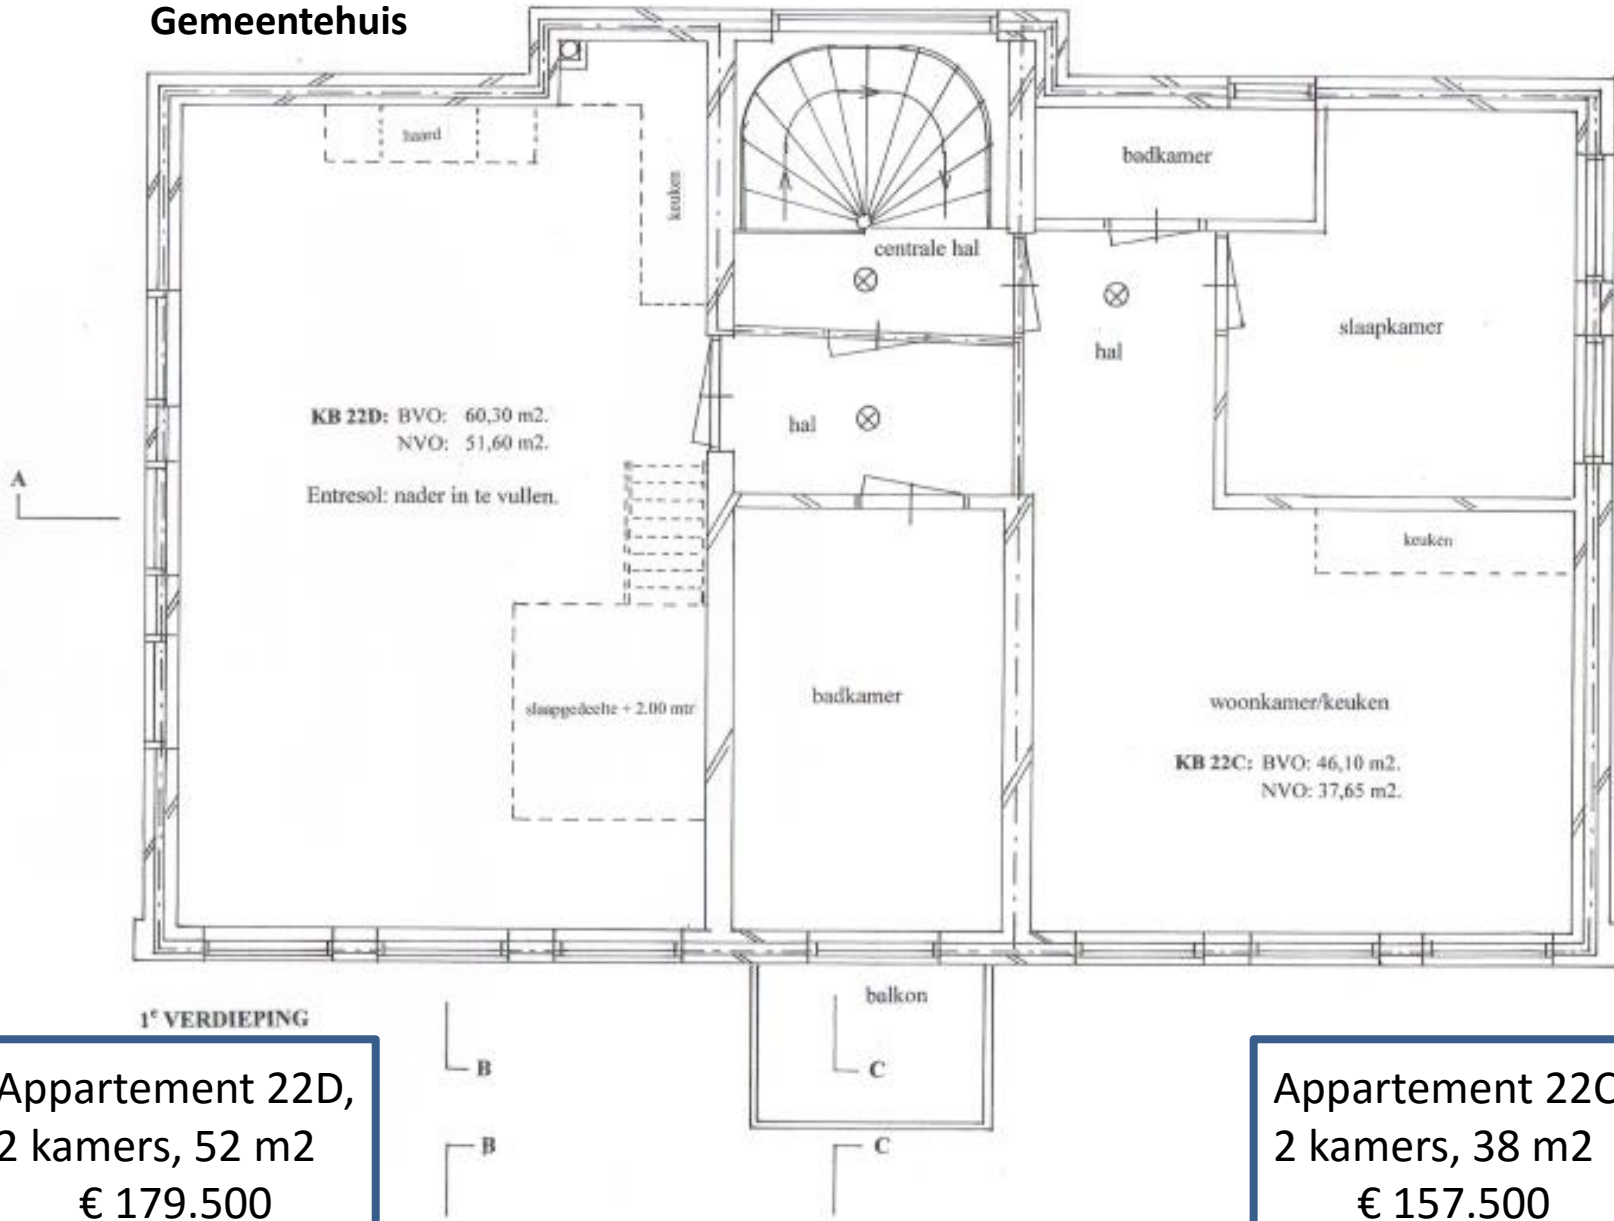 Gemeentehuis
haard
keuken
badkamer
centrale hal
slaapkamer
hal
hal
KB 22D: BVO: 60,30 m2.
NVO: 51,60 m2.
Entresol: nader in te vullen.
A
keuken
slaapgedeelte + 2.00 mtr
badkamer
woonkamer/keuken
KB 22C: BVO: 46,10 m2.
NVO: 37,65 m2.
balkon
1e VERDIEPING
B
C
B
C
Appartement 22D,
2 kamers, 52 m2
€ 179.500
Appartement 22C
2 kamers, 38 m2
€ 157.500